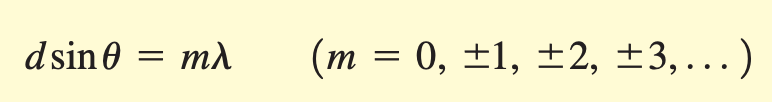 d sin θ = mλ (m = 0, ±1, ±2, ±3, . . . )